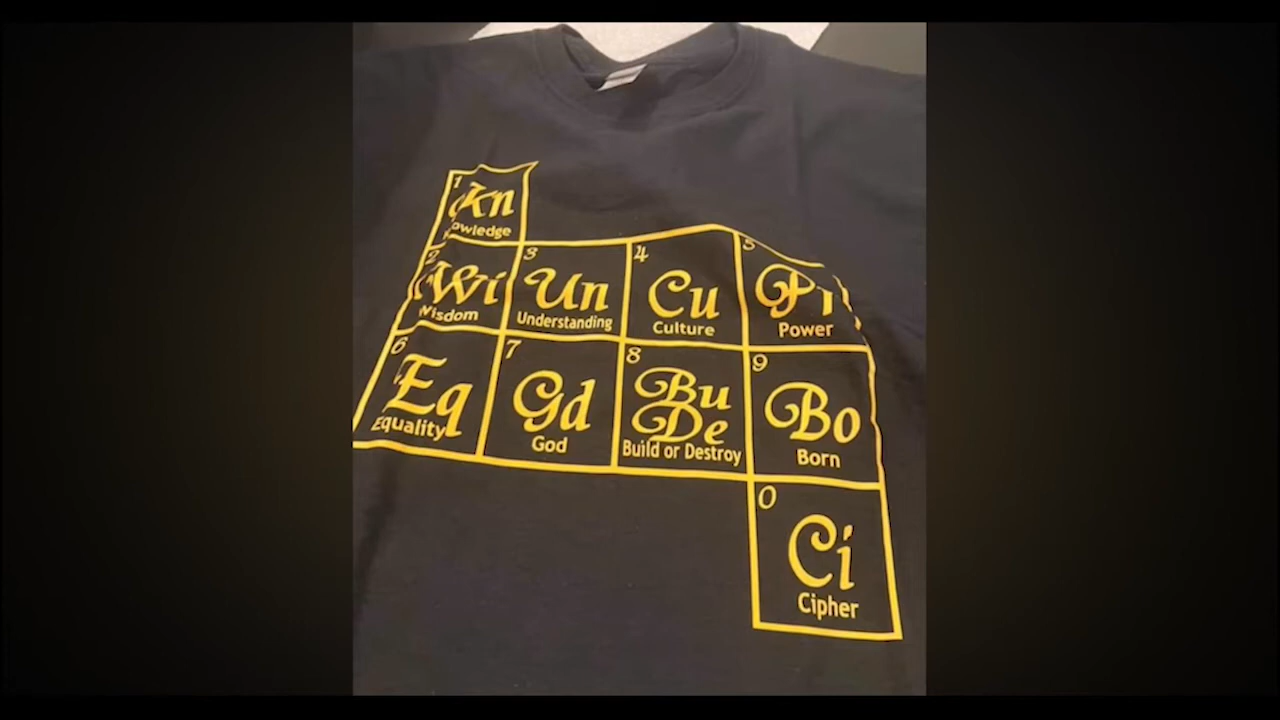 1
Kn
Knowledge
2
Wi
Wisdom
3
Un
Understanding
4
Cu
Culture
5
Power
6
Eq
Equality
7
Gd
God
8
Bu
De
Build or Destroy
9
Bo
Born
0
Ci
Cipher